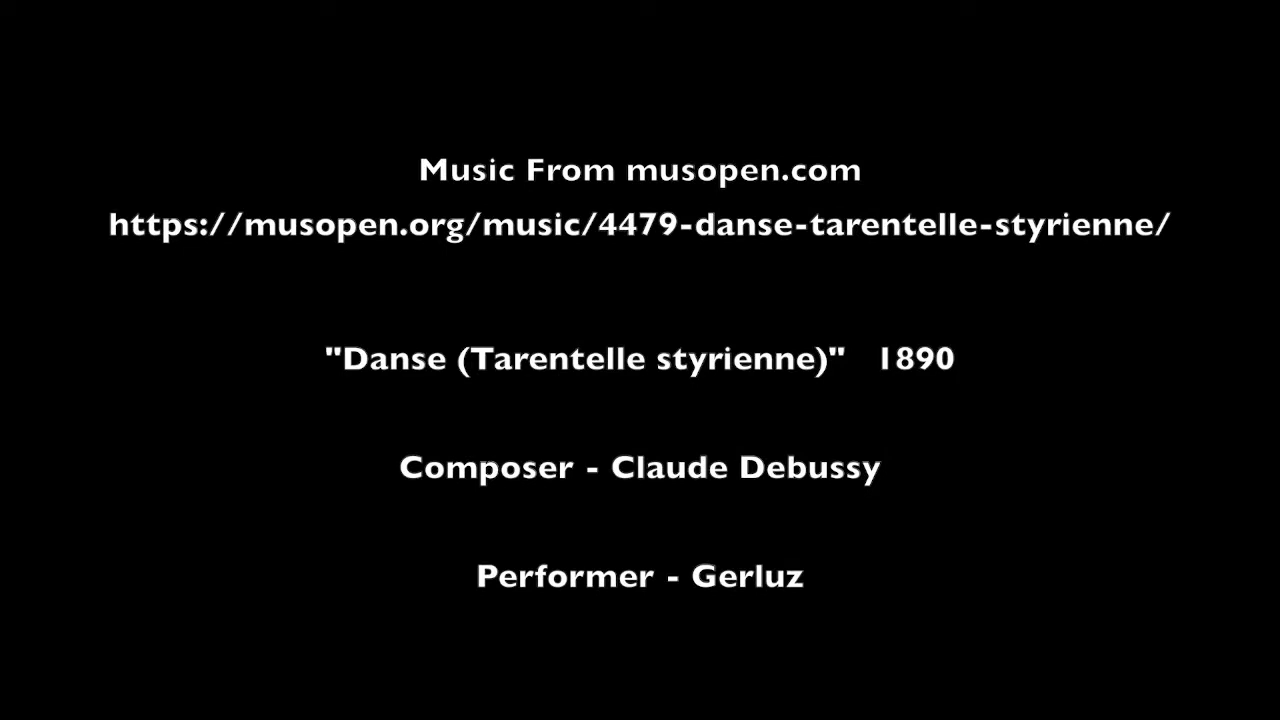 Music From musopen.com
https://musopen.org/music/4479-danse-tarentelle-styrienne/
"Danse (Tarentelle styrienne)" 1890
Composer - Claude Debussy
Performer - Gerluz